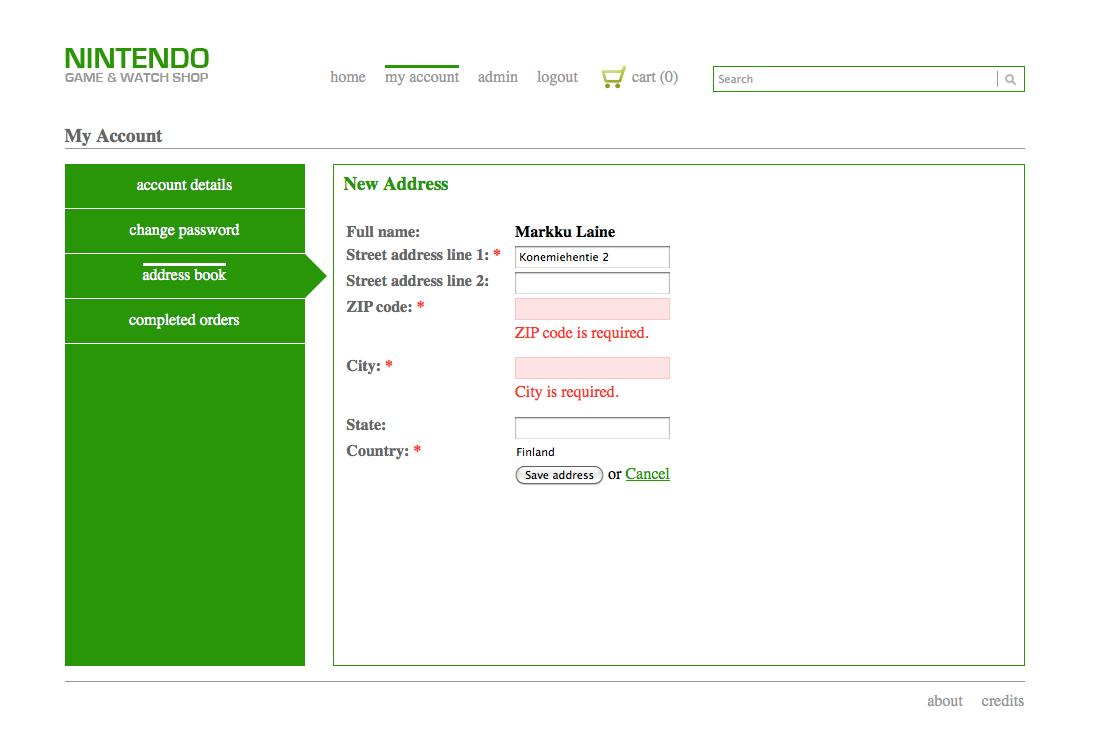 NINTENDO
GAME & WATCH SHOP
home my account admin logout cart (0) Search
My Account
account details
change password
address book
completed orders
New Address
Full name: Markku Laine
Street address line 1: * Konemiehentie 2
Street address line 2:
ZIP code: *
ZIP code is required.
City: *
City is required.
State:
Country: * Finland
Save address or Cancel
about credits